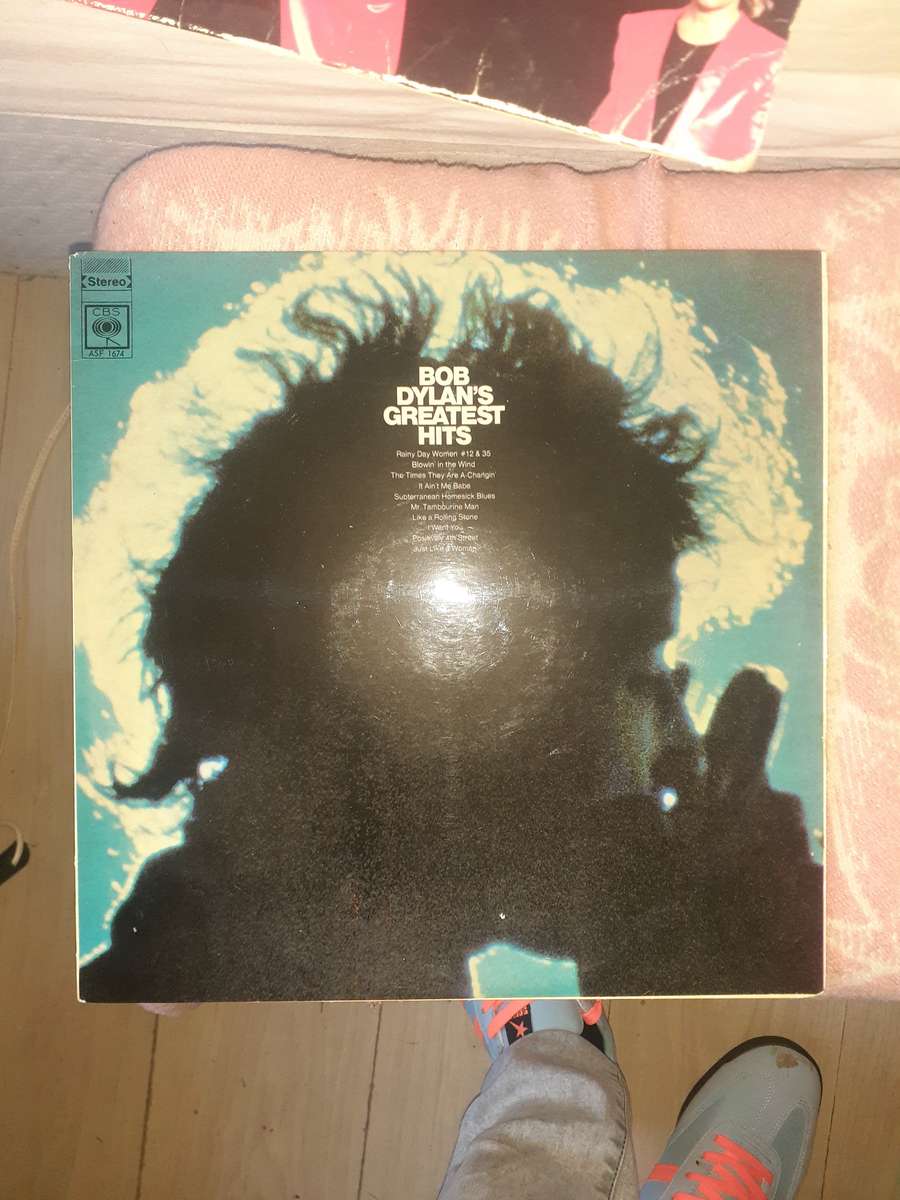 Stereo
CBS
ASF 1674
BOB
DYLAN'S
GREATEST
HITS
Rainy Day Women #12 & 35
Blowin' in the Wind
The Times They Are A-Changin'
It Ain't Me Babe
Subterranean Homesick Blues
Mr. Tambourine Man
Like a Rolling Stone
I Want You
Positively 4th Street
Just Like a Woman